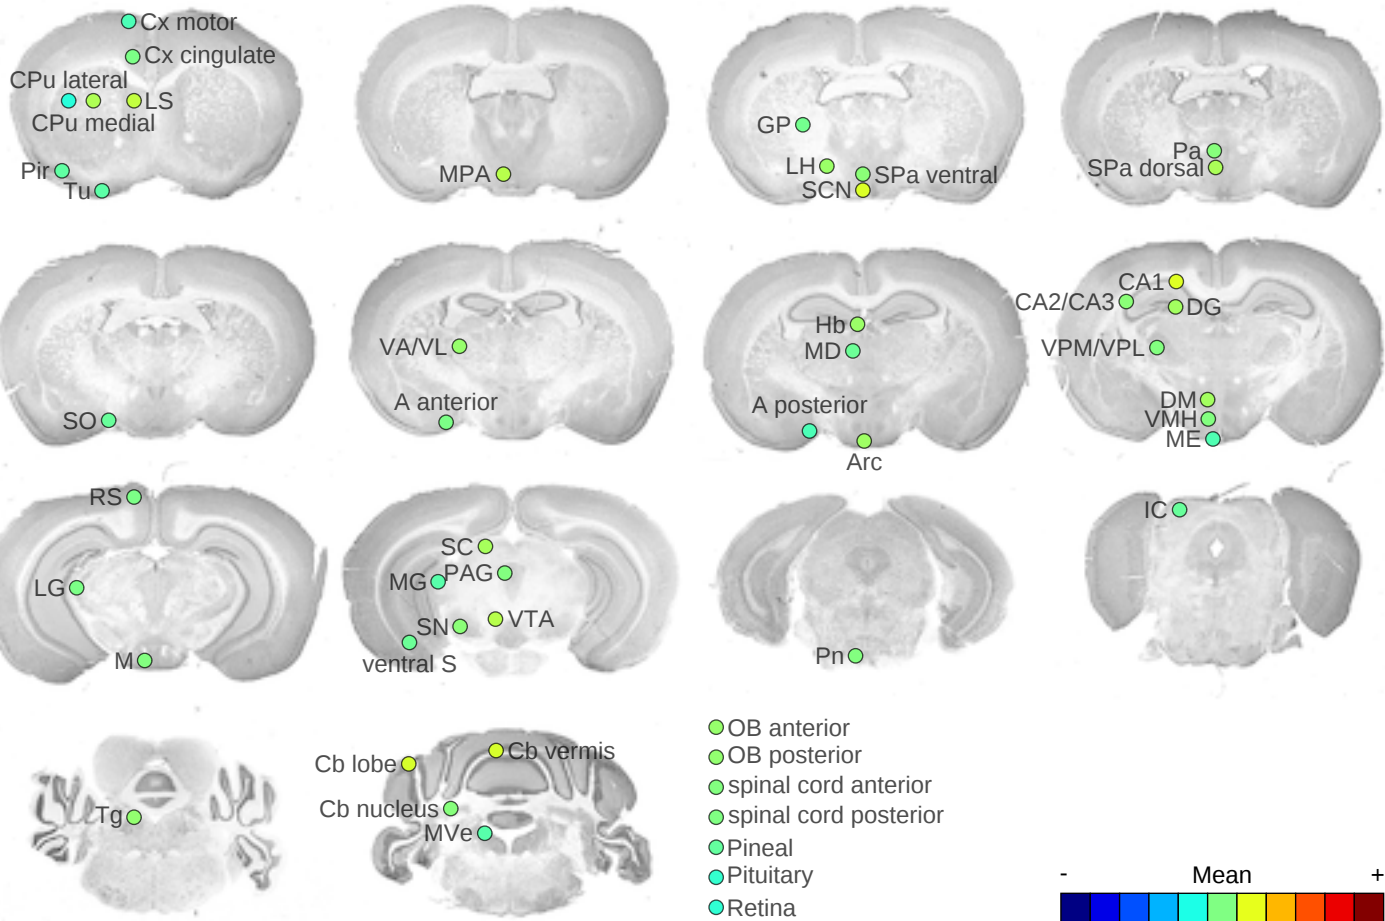 Cx motor
Cx cingulate
CPu lateral
LS
CPu medial
Pir
Tu
MPA
GP
LH
SPa ventral
SCN
Pa
SPa dorsal
SO
VA/VL
A anterior
Hb
MD
A posterior
Arc
CA1
CA2/CA3
DG
VPM/VPL
DM
VMH
ME
RS
LG
M
SC
MG
PAG
SN
VTA
ventral S
Pn
IC
Tg
Cb lobe
Cb vermis
Cb nucleus
MVe
OB anterior
OB posterior
spinal cord anterior
spinal cord posterior
Pineal
Pituitary
Retina
- Mean +